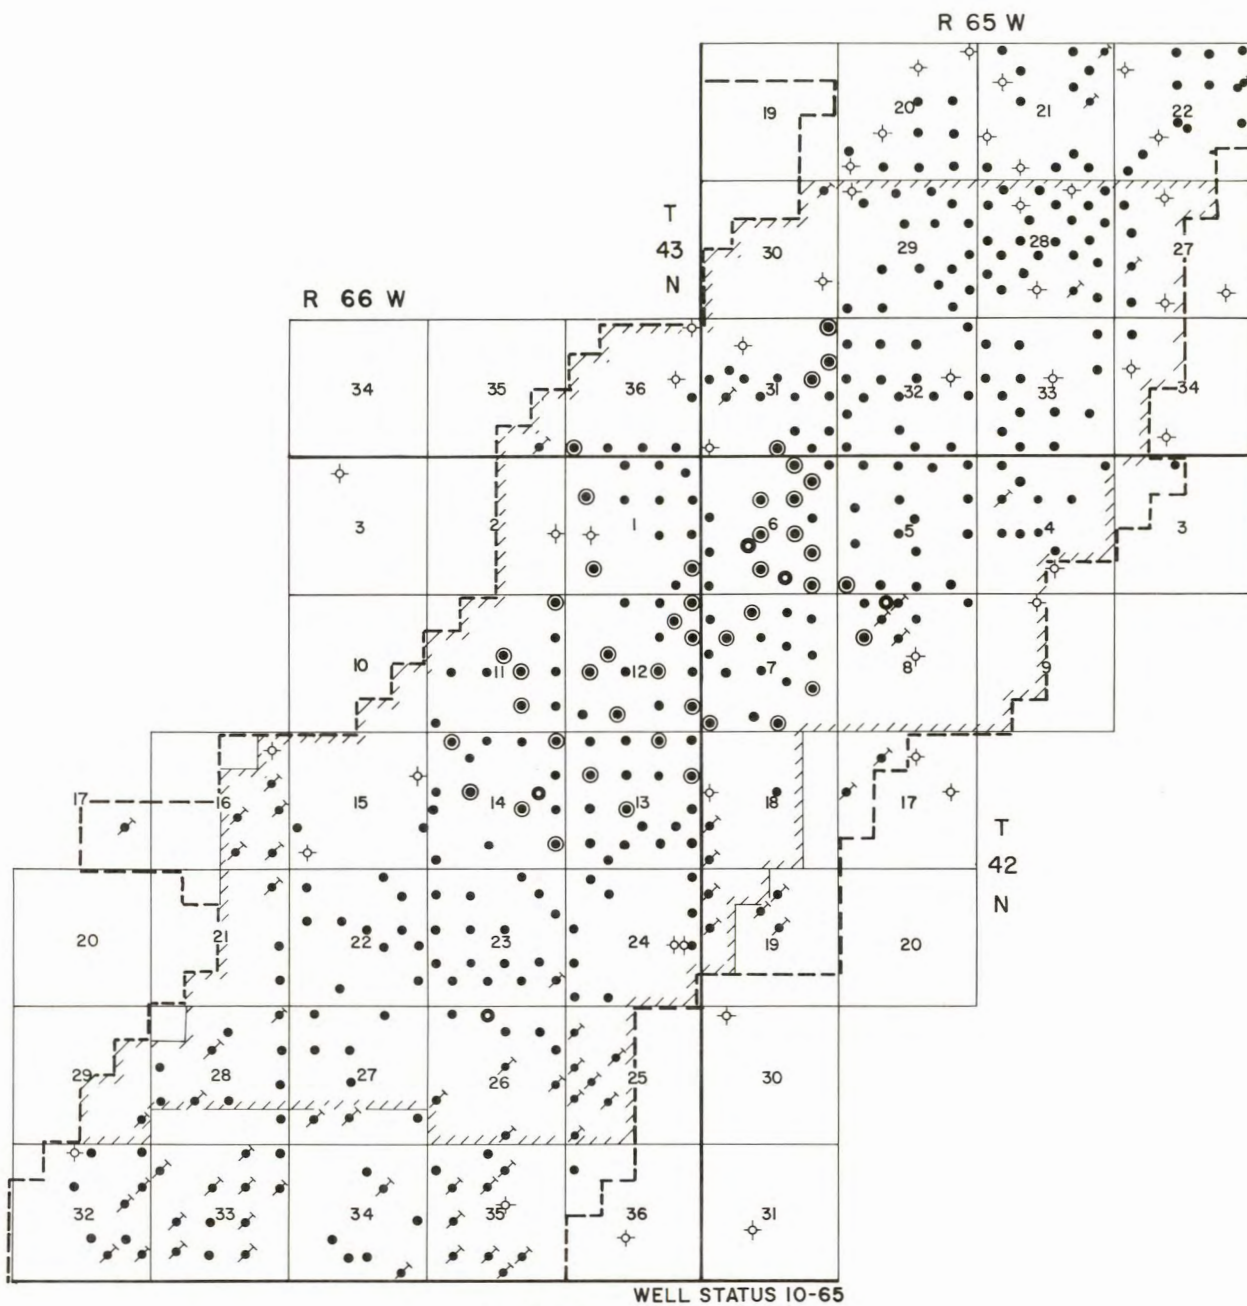 R 65 W
19 20 21 22
T
43
N
30 29 28 27
R 66 W
34 35 36 31 32 33 34
3 2 1 6 5 4 3
10 11 12 7 8 9
17 16 15 14 13 18 17
T
42
N
20 21 22 23 24 19 20
29 28 27 26 25 30
32 33 34 35 36 31
WELL STATUS 10-65